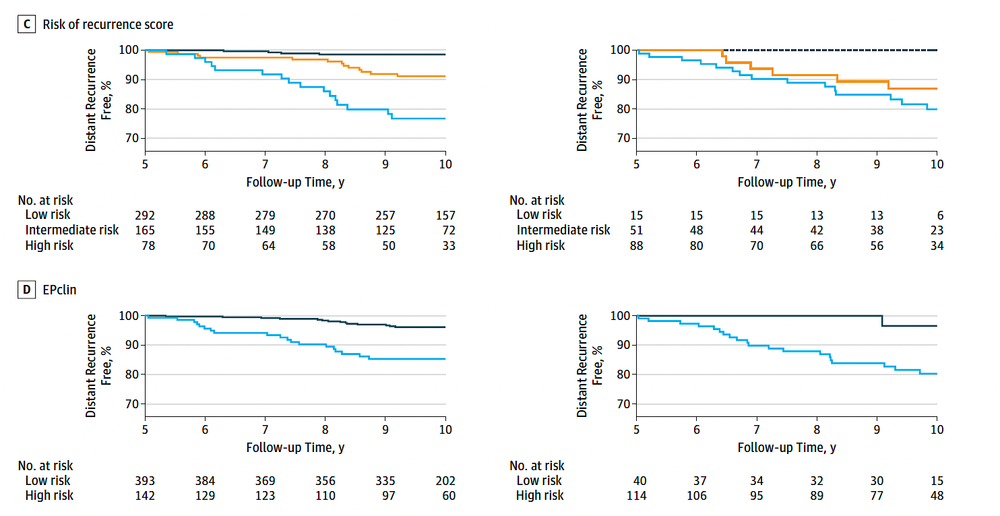 C Risk of recurrence score
Distant Recurrence
Free, %
100
90
80
70
5 6 7 8 9 10
Follow-up Time, y
No. at risk
Low risk 292 288 279 270 257 157
Intermediate risk 165 155 149 138 125 72
High risk 78 70 64 58 50 33
Distant Recurrence
Free, %
100
90
80
70
5 6 7 8 9 10
Follow-up Time, y
No. at risk
Low risk 15 15 15 13 13 6
Intermediate risk 51 48 44 42 38 23
High risk 88 80 70 66 56 34
D EPclin
Distant Recurrence
Free, %
100
90
80
70
5 6 7 8 9 10
Follow-up Time, y
No. at risk
Low risk 393 384 369 356 335 202
High risk 142 129 123 110 97 60
Distant Recurrence
Free, %
100
90
80
70
5 6 7 8 9 10
Follow-up Time, y
No. at risk
Low risk 40 37 34 32 30 15
High risk 114 106 95 89 77 48